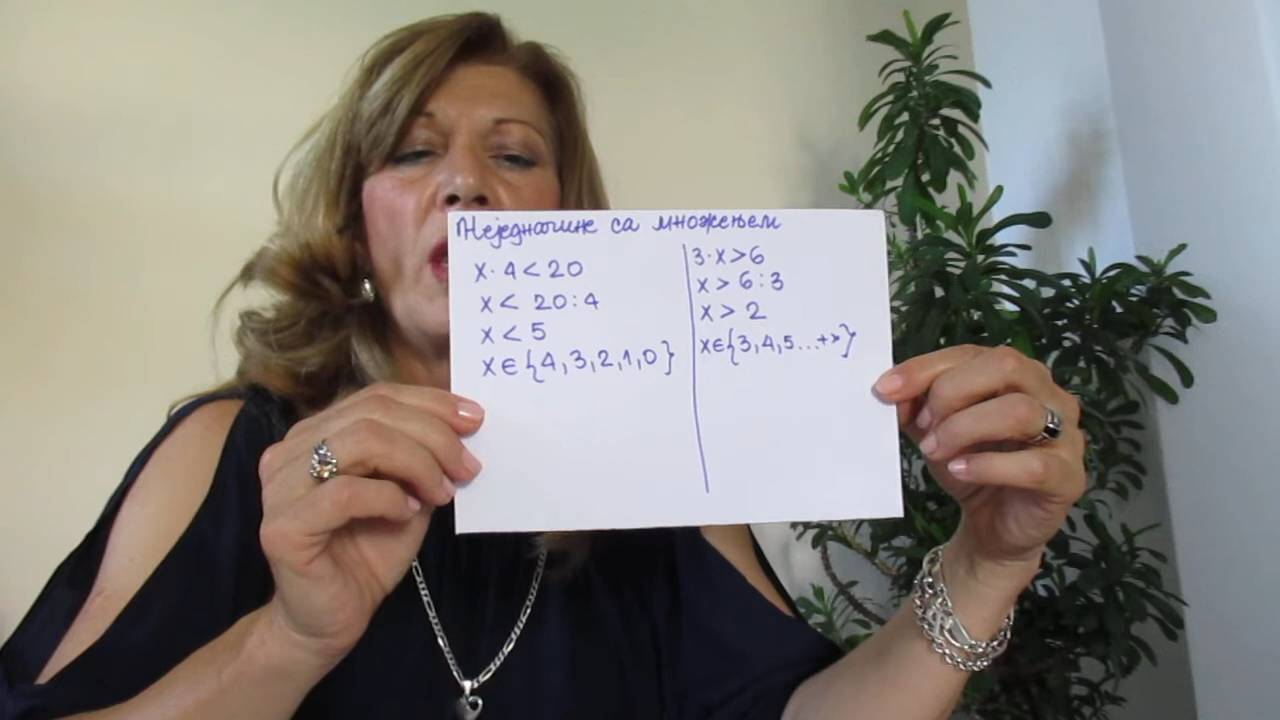 Неједначине са множењем
x · 4 < 20
x < 20 : 4
x < 5
x ∈ {4, 3, 2, 1, 0}
3 · x > 6
x > 6 : 3
x > 2
x ∈ {3, 4, 5 ... +